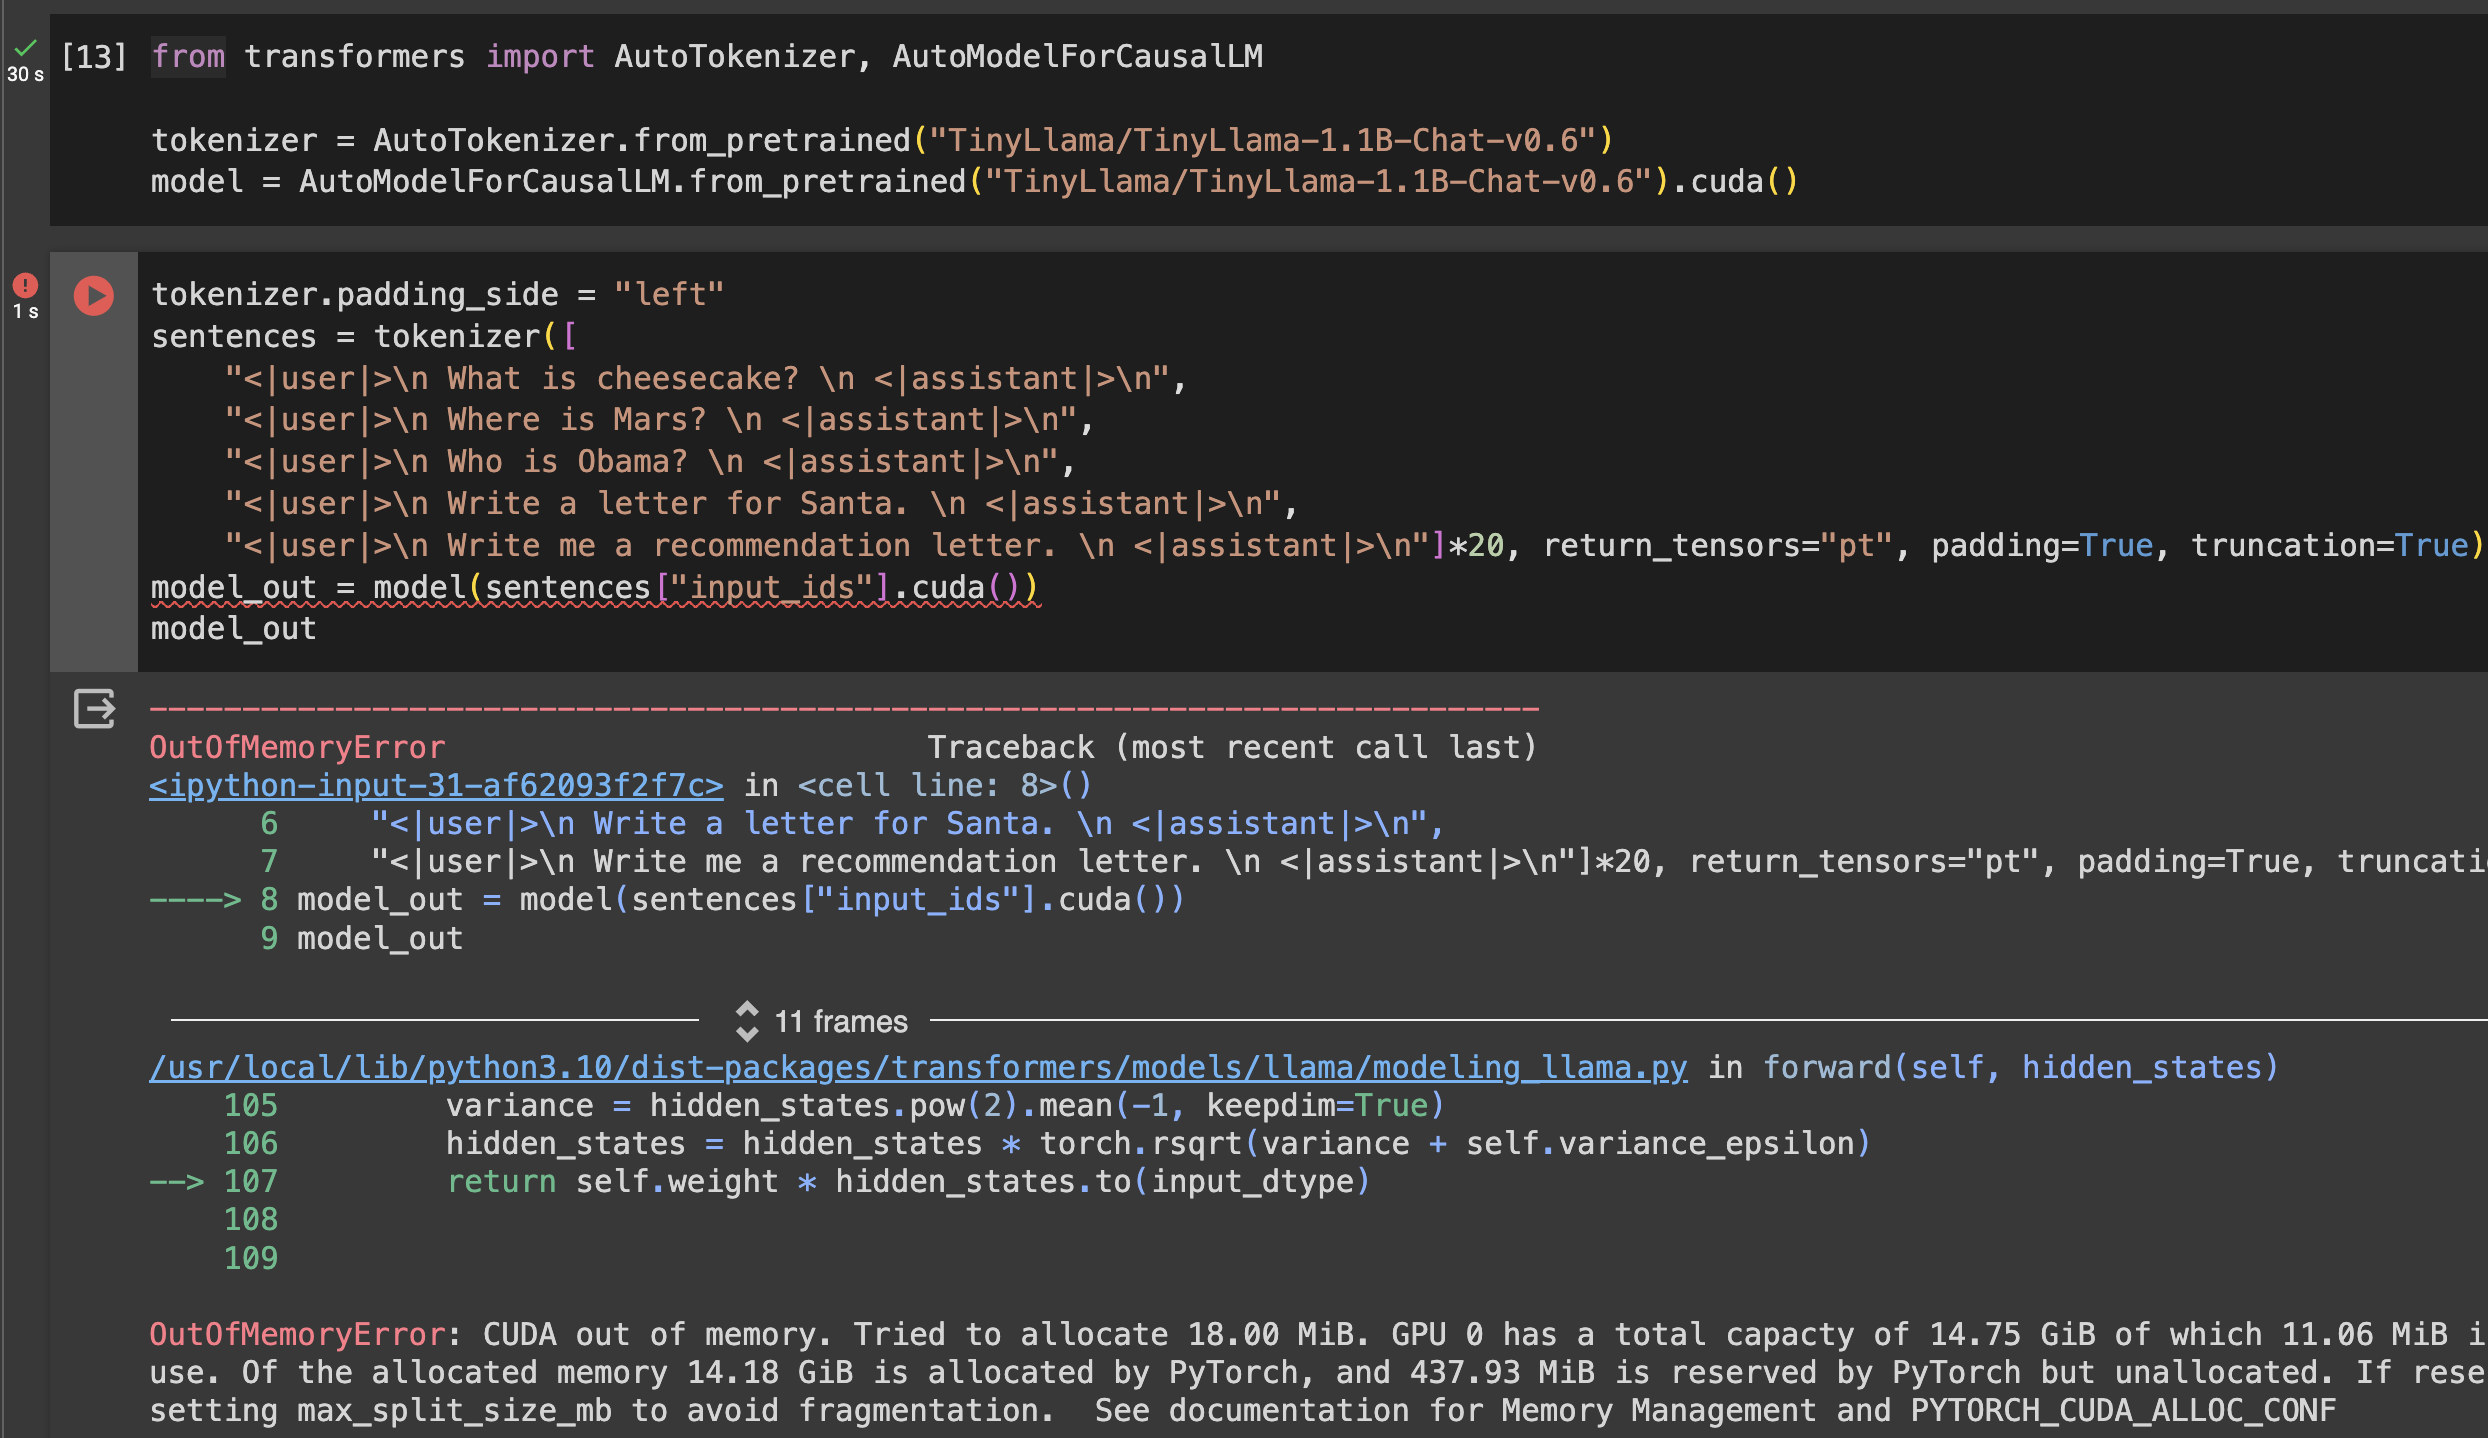 [13] from transformers import AutoTokenizer, AutoModelForCausalLM
30 s
tokenizer = AutoTokenizer.from_pretrained("TinyLlama/TinyLlama-1.1B-Chat-v0.6")
model = AutoModelForCausalLM.from_pretrained("TinyLlama/TinyLlama-1.1B-Chat-v0.6").cuda()
1 s
tokenizer.padding_side = "left"
sentences = tokenizer([
    "<|user|>\n What is cheesecake? \n <|assistant|>\n",
    "<|user|>\n Where is Mars? \n <|assistant|>\n",
    "<|user|>\n Who is Obama? \n <|assistant|>\n",
    "<|user|>\n Write a letter for Santa. \n <|assistant|>\n",
    "<|user|>\n Write me a recommendation letter. \n <|assistant|>\n"]*20, return_tensors="pt", padding=True, truncation=True)
model_out = model(sentences["input_ids"].cuda())
model_out
---------------------------------------------------------------------------
OutOfMemoryError                          Traceback (most recent call last)
<ipython-input-31-af62093f2f7c> in <cell line: 8>()
      6     "<|user|>\n Write a letter for Santa. \n <|assistant|>\n",
      7     "<|user|>\n Write me a recommendation letter. \n <|assistant|>\n"]*20, return_tensors="pt", padding=True, truncati
----> 8 model_out = model(sentences["input_ids"].cuda())
      9 model_out
11 frames
/usr/local/lib/python3.10/dist-packages/transformers/models/llama/modeling_llama.py in forward(self, hidden_states)
    105         variance = hidden_states.pow(2).mean(-1, keepdim=True)
    106         hidden_states = hidden_states * torch.rsqrt(variance + self.variance_epsilon)
--> 107         return self.weight * hidden_states.to(input_dtype)
    108
    109
OutOfMemoryError: CUDA out of memory. Tried to allocate 18.00 MiB. GPU 0 has a total capacty of 14.75 GiB of which 11.06 MiB i
use. Of the allocated memory 14.18 GiB is allocated by PyTorch, and 437.93 MiB is reserved by PyTorch but unallocated. If rese
setting max_split_size_mb to avoid fragmentation.  See documentation for Memory Management and PYTORCH_CUDA_ALLOC_CONF